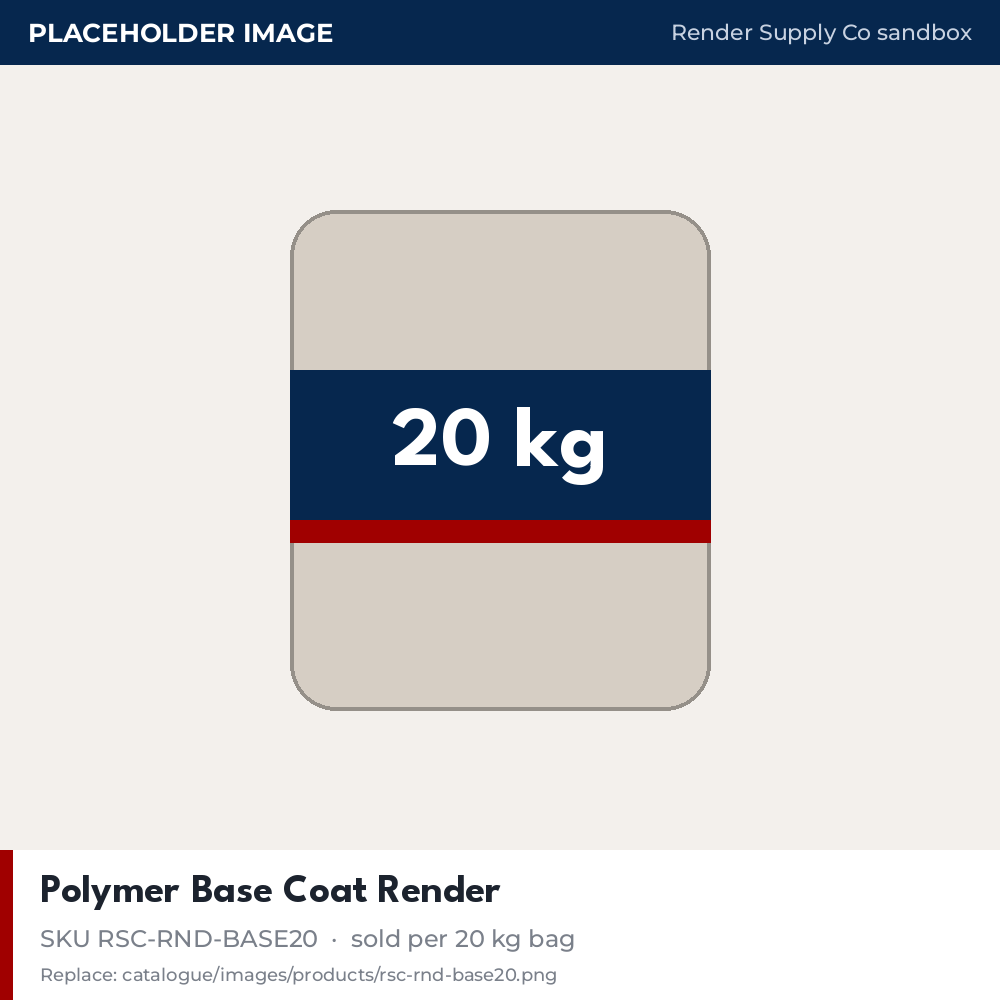 PLACEHOLDER IMAGE
Render Supply Co sandbox
20 kg
Polymer Base Coat Render
SKU RSC-RND-BASE20 · sold per 20 kg bag
Replace: catalogue/images/products/rsc-rnd-base20.png